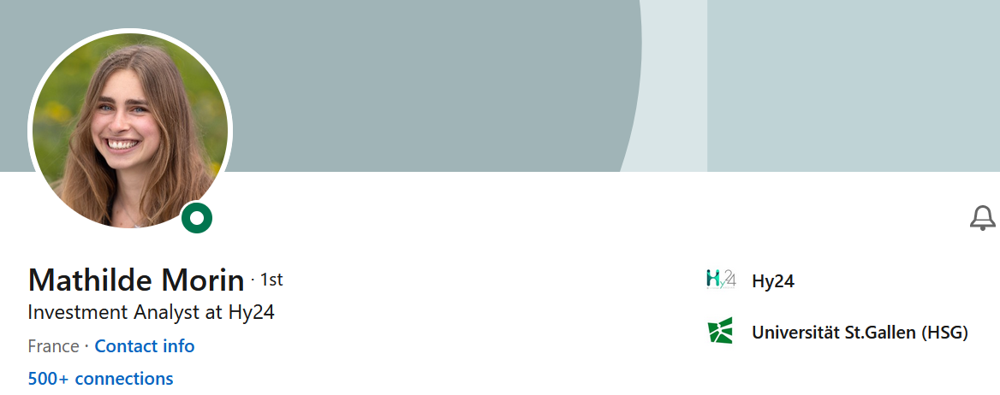 Mathilde Morin · 1st
Investment Analyst at Hy24
France · Contact info
500+ connections
Hy24
Hy24
Universität St.Gallen (HSG)